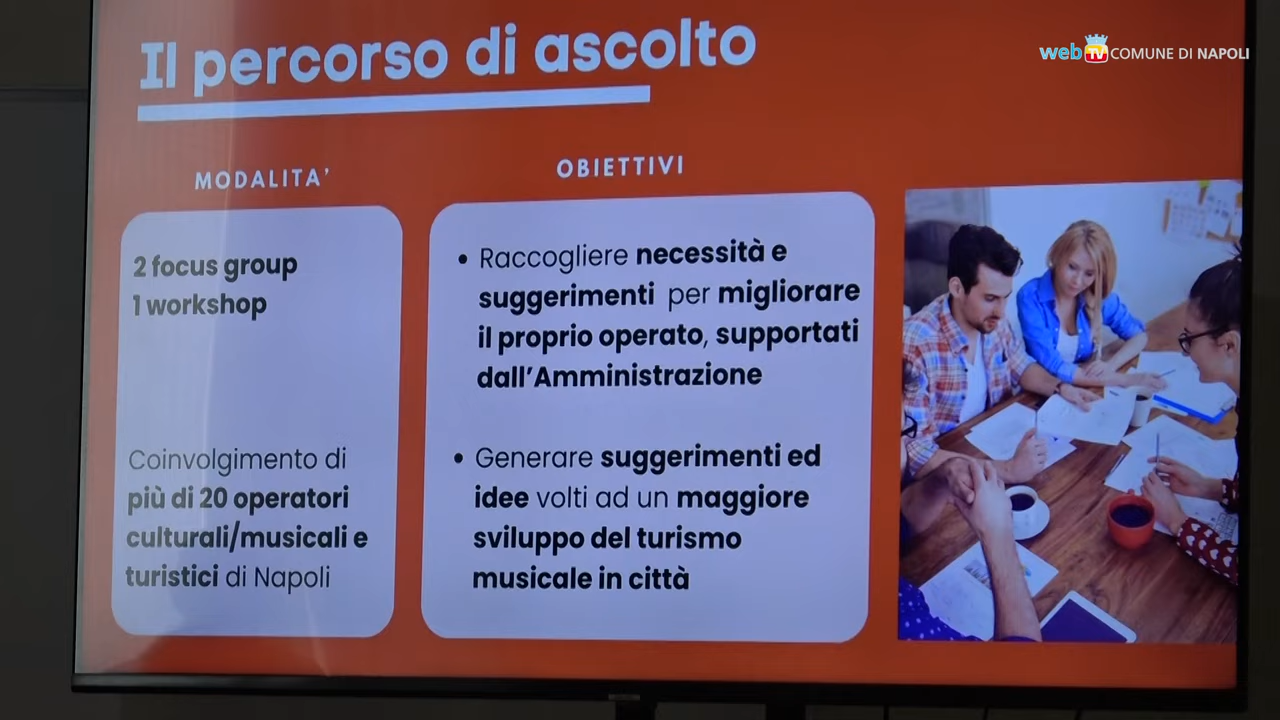 Il percorso di ascolto
web TV COMUNE DI NAPOLI
MODALITA’
2 focus group
1 workshop
Coinvolgimento di
più di 20 operatori
culturali/musicali e
turistici di Napoli
OBIETTIVI
• Raccogliere necessità e
suggerimenti per migliorare
il proprio operato, supportati
dall’Amministrazione
• Generare suggerimenti ed
idee volti ad un maggiore
sviluppo del turismo
musicale in città